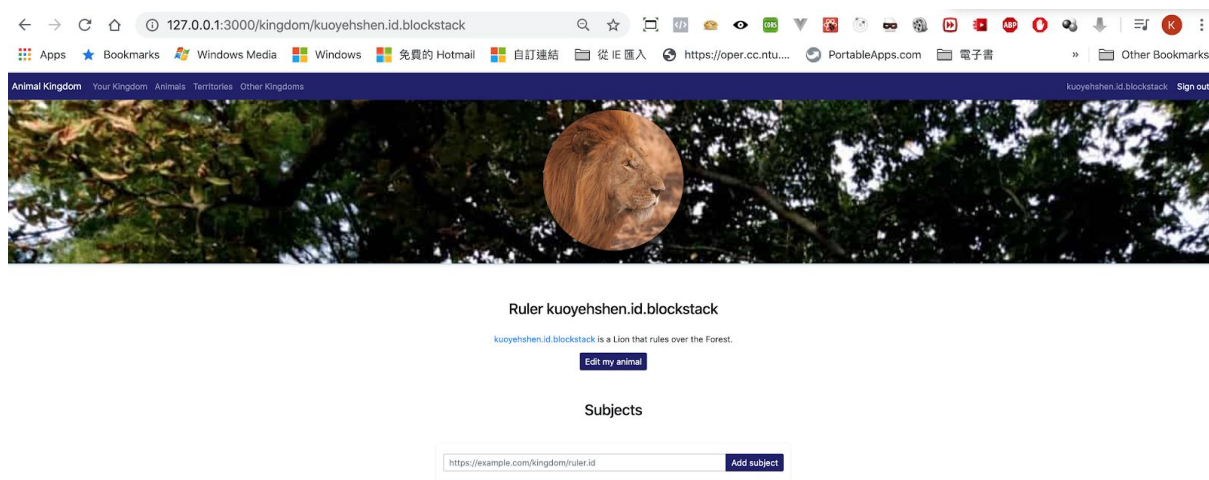 127.0.0.1:3000/kingdom/kuoyehshen.id.blockstack
CORS
ABP
K
Apps Bookmarks Windows Media Windows 免費的 Hotmail 自訂連結 從 IE 匯入 https://oper.cc.ntu.... PortableApps.com 電子書 » Other Bookmarks
Animal Kingdom Your Kingdom Animals Territories Other Kingdoms kuoyehshen.id.blockstack Sign out
Ruler kuoyehshen.id.blockstack
kuoyehshen.id.blockstack is a Lion that rules over the Forest.
Edit my animal
Subjects
https://example.com/kingdom/ruler.id Add subject